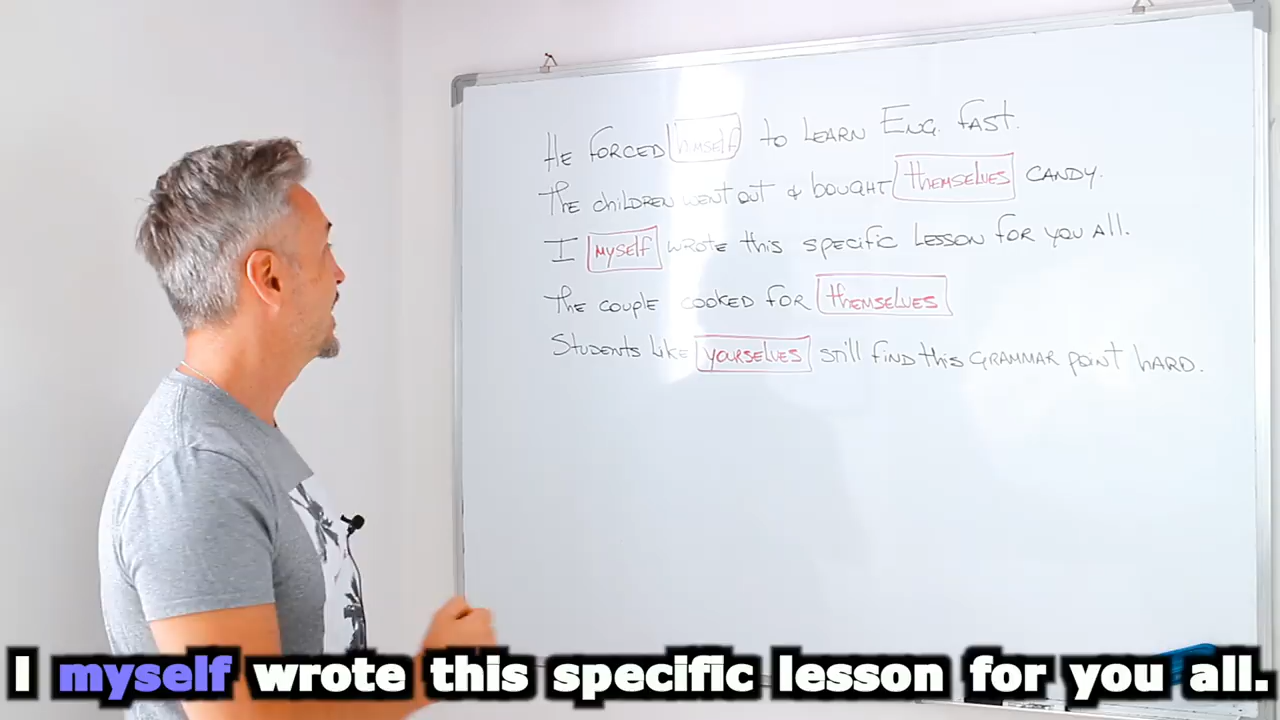 He forced himself to learn Eng. fast.
The children went out & bought themselves candy.
I myself wrote this specific lesson for you all.
The couple cooked for themselves
Students like yourselves still find this grammar point hard.
I myself wrote this specific lesson for you all.